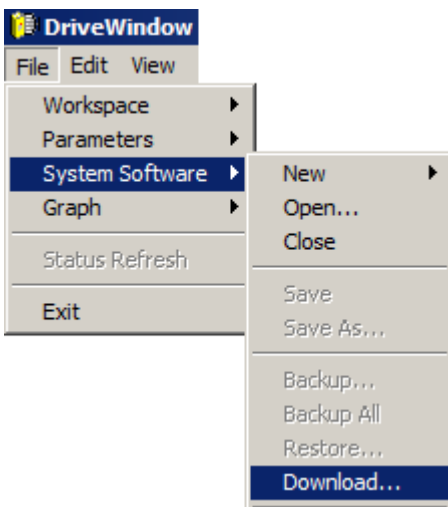 DriveWindow
File Edit View
Workspace
Parameters
System Software
Graph
Status Refresh
Exit
New
Open...
Close
Save
Save As...
Backup...
Backup All
Restore...
Download...